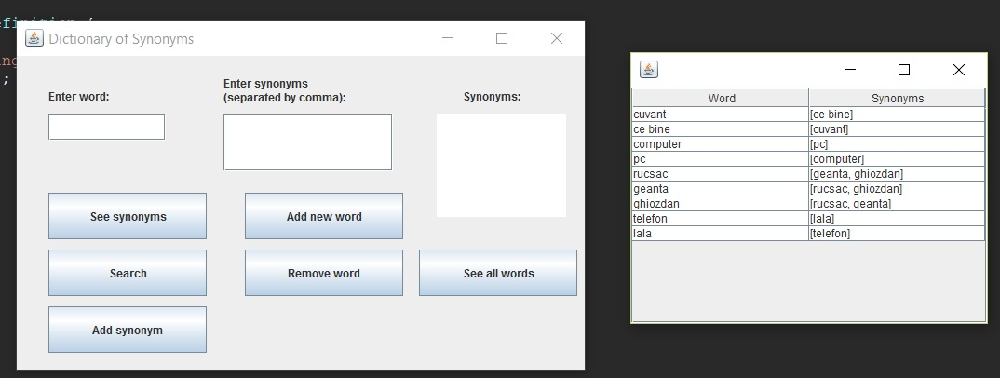 Dictionary of Synonyms
Enter word:
Enter synonyms
(separated by comma):
Synonyms:
See synonyms
Add new word
Search
Remove word
See all words
Add synonym
Word Synonyms
cuvant [ce bine]
ce bine [cuvant]
computer [pc]
pc [computer]
rucsac [geanta, ghiozdan]
geanta [rucsac, ghiozdan]
ghiozdan [rucsac, geanta]
telefon [lala]
lala [telefon]